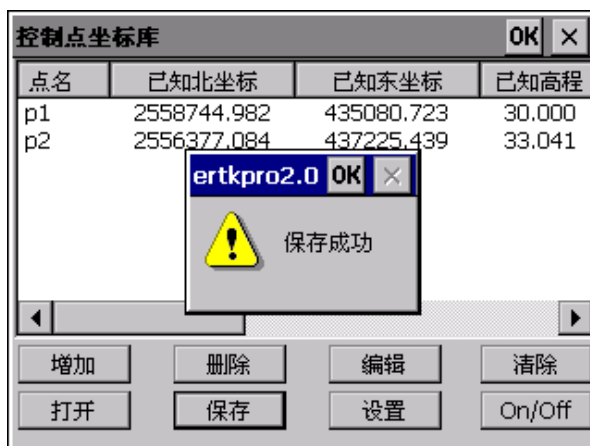 控制点坐标库 OK ×
点名 已知北坐标 已知东坐标 已知高程
p1 2558744.982 435080.723 30.000
p2 2556377.084 437225.439 33.041
ertkpro2.0 OK ×
保存成功
增加 删除 编辑 清除
打开 保存 设置 On/Off